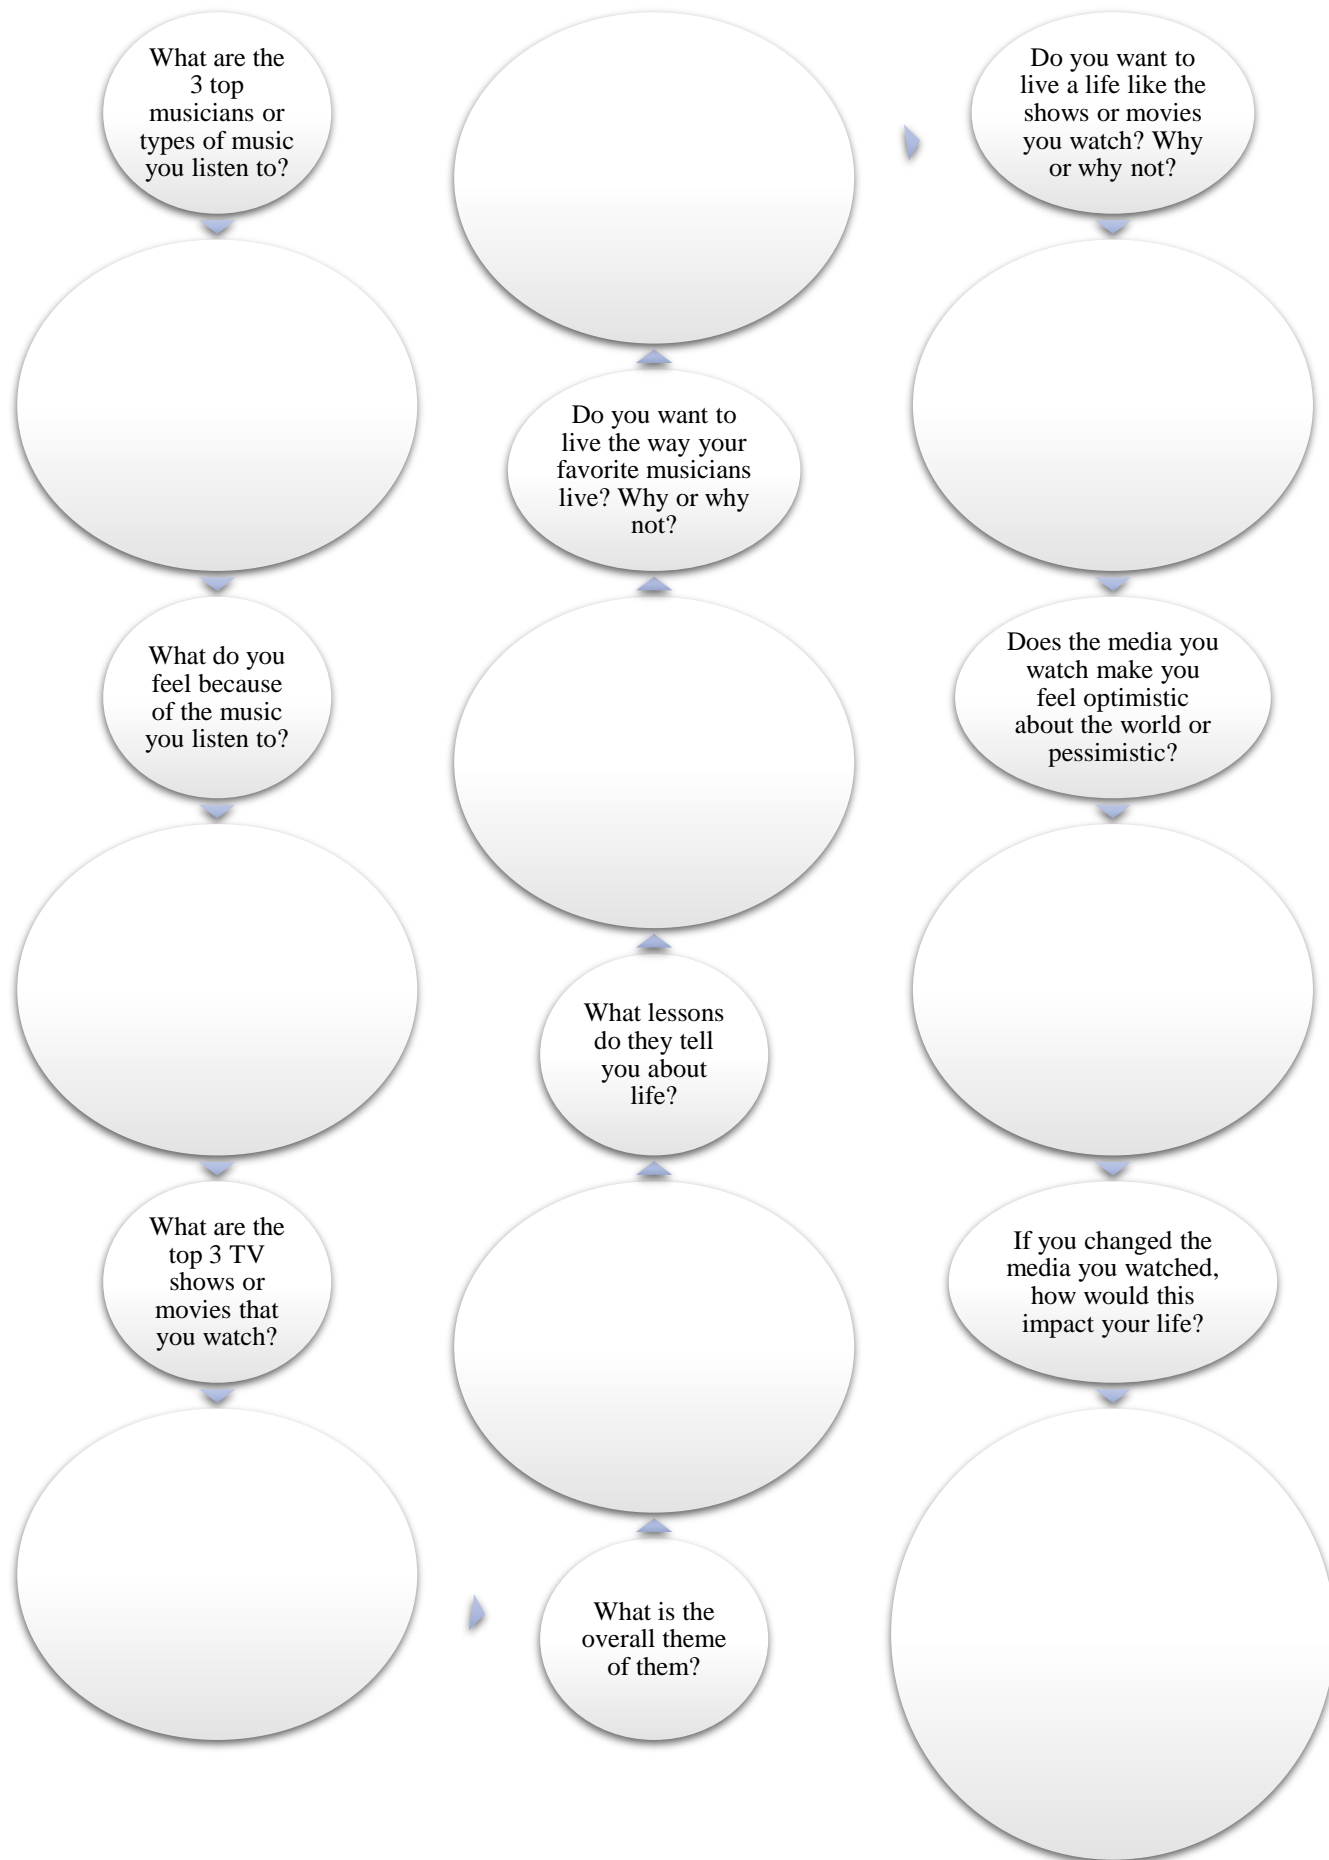 What are the
3 top
musicians or
types of music
you listen to?
What do you
feel because
of the music
you listen to?
What are the
top 3 TV
shows or
movies that
you watch?
What is the
overall theme
of them?
What lessons
do they tell
you about
life?
Do you want to
live the way your
favorite musicians
live? Why or why
not?
Do you want to
live a life like the
shows or movies
you watch? Why
or why not?
Does the media you
watch make you
feel optimistic
about the world or
pessimistic?
If you changed the
media you watched,
how would this
impact your life?